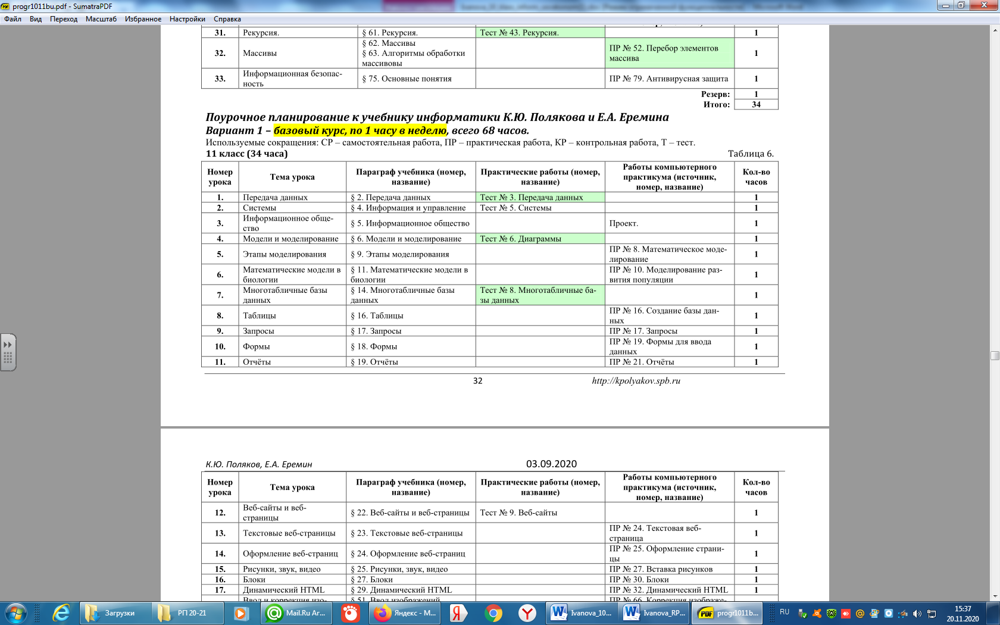 progr1011bu.pdf - SumatraPDF
Файл Вид Переход Масштаб Избранное Настройки Справка
31. Рекурсия. § 61. Рекурсия. Тест № 43. Рекурсия. 1
32. Массивы § 62. Массивы
§ 63. Алгоритмы обработки
массивовы ПР № 52. Перебор элементов
массива 1
33. Информационная безопас-
ность § 75. Основные понятия ПР № 79. Антивирусная защита 1
Резерв: 1
Итого: 34
Поурочное планирование к учебнику информатики К.Ю. Полякова и Е.А. Еремина
Вариант 1 – базовый курс, по 1 часу в неделю, всего 68 часов.
Используемые сокращения: СР – самостоятельная работа, ПР – практическая работа, КР – контрольная работа, Т – тест.
11 класс (34 часа) Таблица 6.
Номер
урока Тема урока Параграф учебника (номер,
название) Практические работы (номер,
название) Работы компьютерного
практикума (источник,
номер, название) Кол-во
часов
1. Передача данных § 2. Передача данных Тест № 3. Передача данных 1
2. Системы § 4. Информация и управление Тест № 5. Системы 1
3. Информационное обще-
ство § 5. Информационное общество Проект. 1
4. Модели и моделирование § 6. Модели и моделирование Тест № 6. Диаграммы 1
5. Этапы моделирования § 9. Этапы моделирования ПР № 8. Математическое моде-
лирование 1
6. Математические модели в
биологии § 11. Математические модели в
биологии ПР № 10. Моделирование раз-
вития популяции 1
7. Многотабличные базы
данных § 14. Многотабличные базы
данных Тест № 8. Многотабличные ба-
зы данных 1
8. Таблицы § 16. Таблицы ПР № 16. Создание базы дан-
ных 1
9. Запросы § 17. Запросы ПР № 17. Запросы 1
10. Формы § 18. Формы ПР № 19. Формы для ввода
данных 1
11. Отчёты § 19. Отчёты ПР № 21. Отчёты 1
32 http://kpolyakov.spb.ru
К.Ю. Поляков, Е.А. Еремин 03.09.2020
Номер
урока Тема урока Параграф учебника (номер,
название) Практические работы (номер,
название) Работы компьютерного
практикума (источник,
номер, название) Кол-во
часов
12. Веб-сайты и веб-
страницы § 22. Веб-сайты и веб-страницы Тест № 9. Веб-сайты 1
13. Текстовые веб-страницы § 23. Текстовые веб-страницы ПР № 24. Текстовая веб-
страница 1
14. Оформление веб-страниц § 24. Оформление веб-страниц ПР № 25. Оформление страни-
цы 1
15. Рисунки, звук, видео § 25. Рисунки, звук, видео ПР № 27. Вставка рисунков 1
16. Блоки § 27. Блоки ПР № 30. Блоки 1
17. Динамический HTML § 29. Динамический HTML ПР № 32. Динамический HTML 1
Ввод и коррекция изо- § 51. Ввод изображений ПР № 66. Коррекция изображе-
Загрузки РП 20-21 Mail.Ru Аг... Яндекс - М... Ivanova_10... Ivanova_RP... progr1011b... RU 15:37
20.11.2020